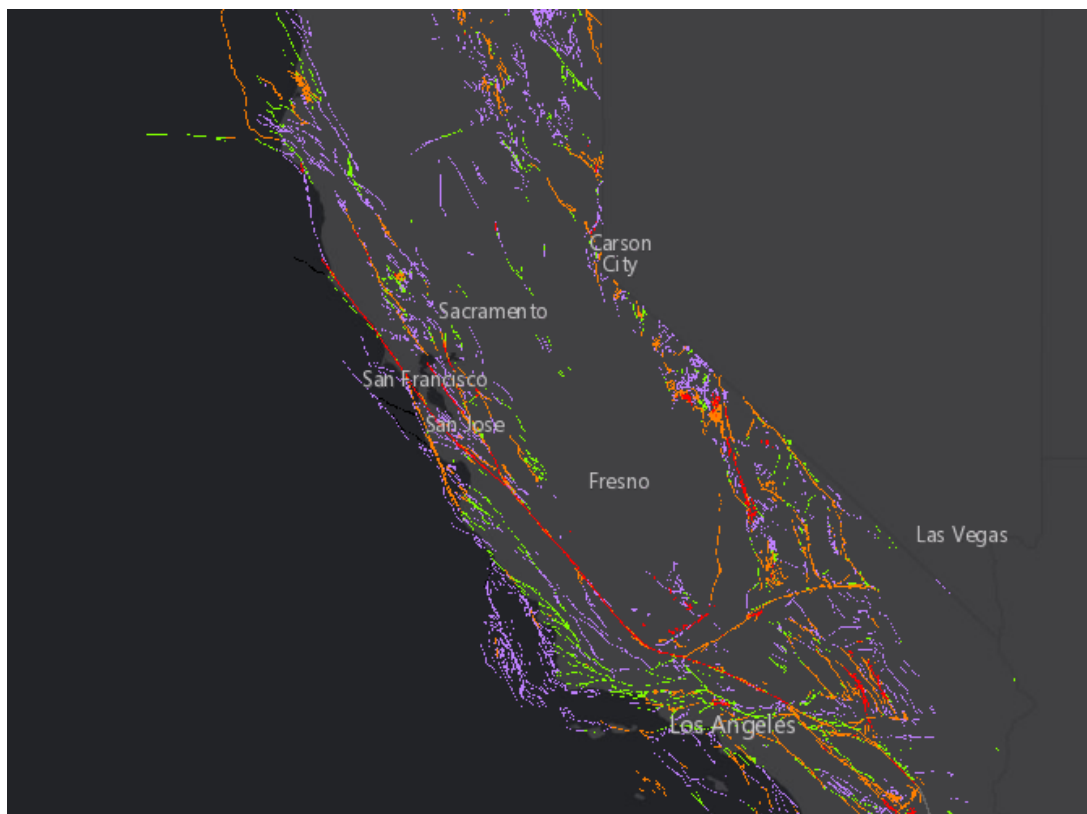 Carson
City
Sacramento
San Francisco
San Jose
Fresno
Las Vegas
Los Angeles